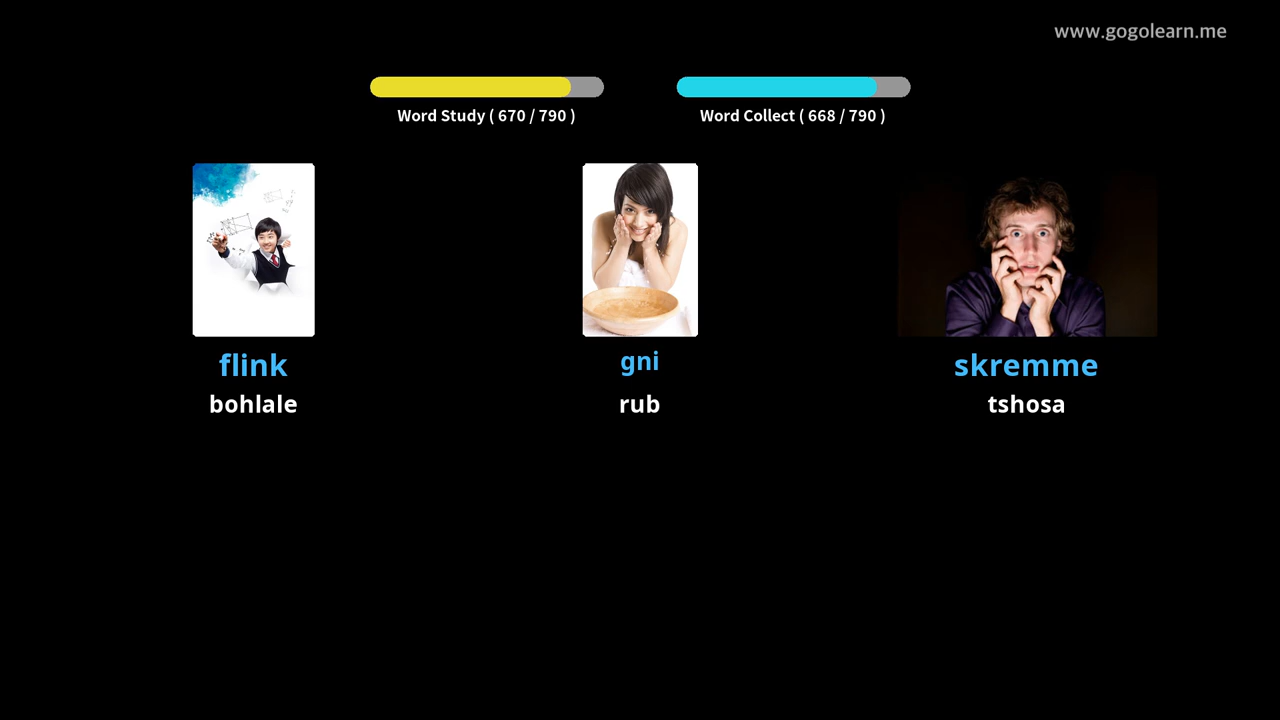 www.gogolearn.me
Word Study ( 670 / 790 )
Word Collect ( 668 / 790 )
flink
gni
skremme
bohlale
rub
tshosa